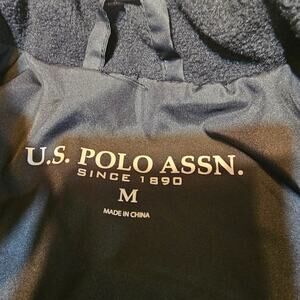 U.S. POLO ASSN.
SINCE 1890
M
MADE IN CHINA